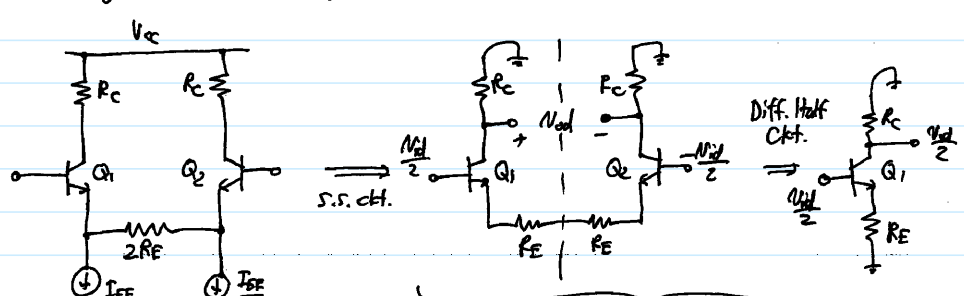 Vcc
RC RC
Q1 Q2
2RE
IEE IEE
s.s. ckt.
RC RC
Vid/2 + Vod - -Vid/2
Q1 Q2
RE RE
Diff. Half
Ckt.
RC
Vod/2
Vid/2 Q1
RE